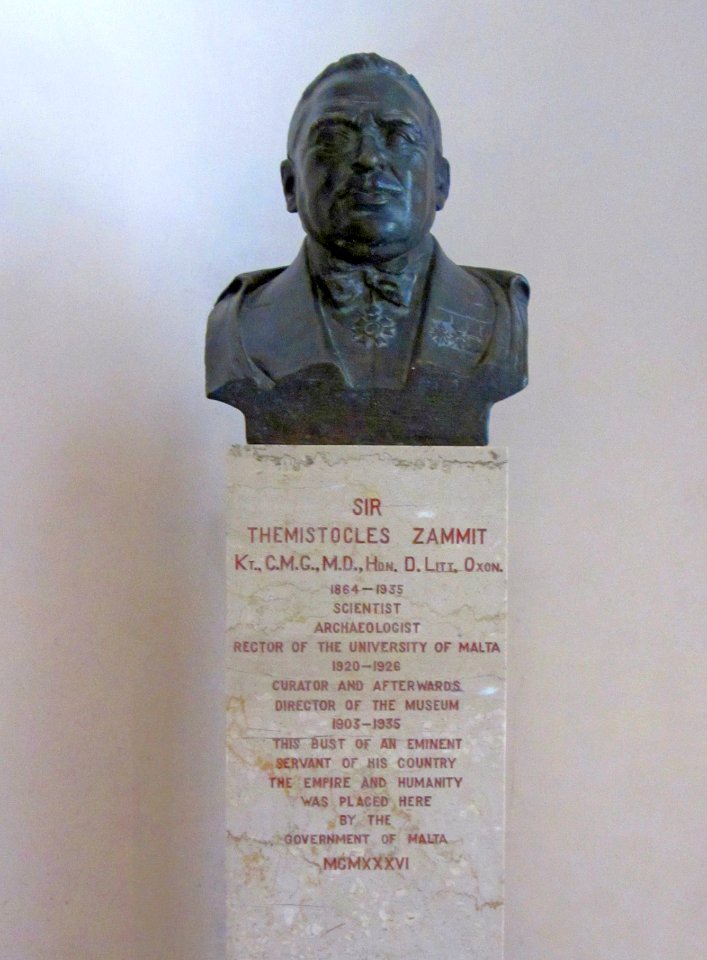 SIR
THEMISTOCLES ZAMMIT
KT., C.M.G., M.D., HON. D. LITT. OXON.
1864–1935
SCIENTIST
ARCHAEOLOGIST
RECTOR OF THE UNIVERSITY OF MALTA
1920–1926
CURATOR AND AFTERWARDS
DIRECTOR OF THE MUSEUM
1903–1935
THIS BUST OF AN EMINENT
SERVANT OF HIS COUNTRY
THE EMPIRE AND HUMANITY
WAS PLACED HERE
BY THE
GOVERNMENT OF MALTA
MCMXXXVI